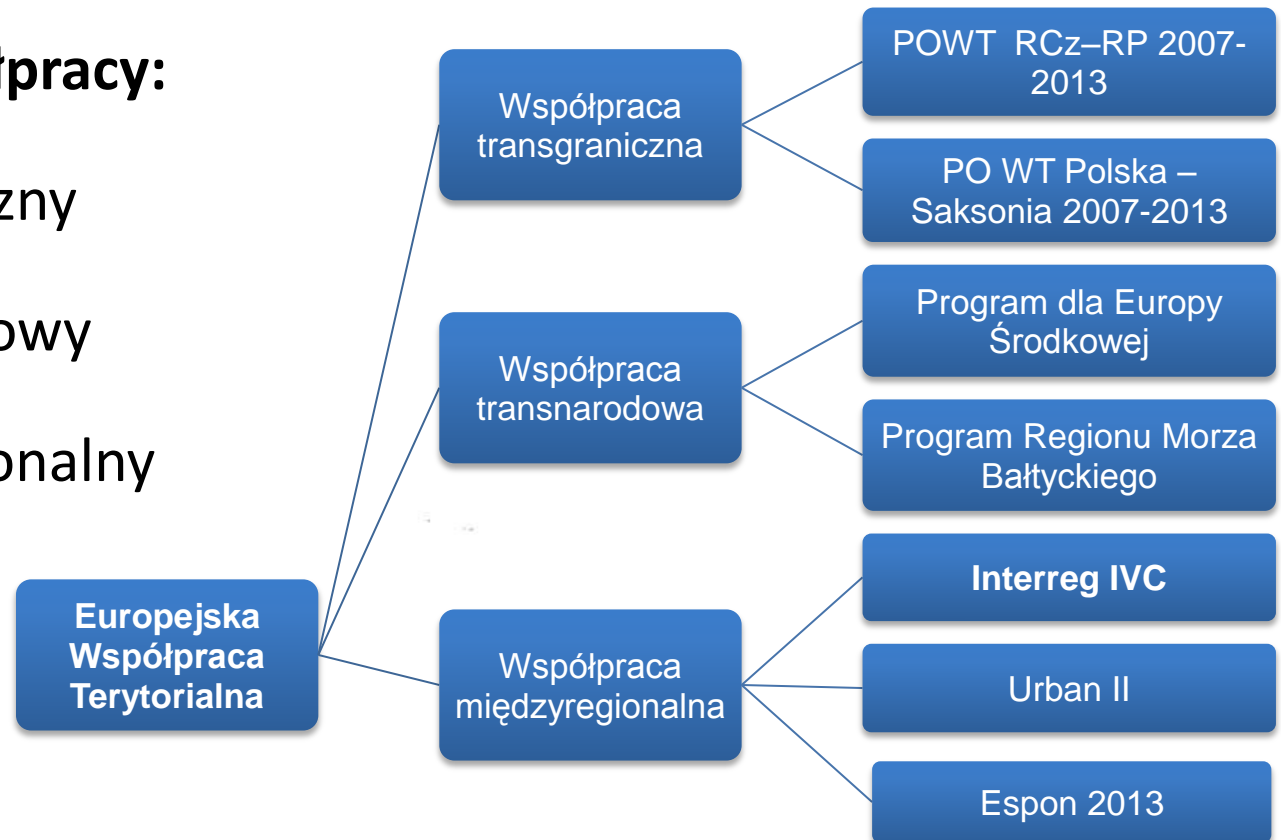 łpracy:
zny
owy
onalny
Europejska
Współpraca
Terytorialna
Współpraca
transgraniczna
POWT RCz–RP 2007-
2013
PO WT Polska –
Saksonia 2007-2013
Współpraca
transnarodowa
Program dla Europy
Środkowej
Program Regionu Morza
Bałtyckiego
Współpraca
międzyregionalna
Interreg IVC
Urban II
Espon 2013